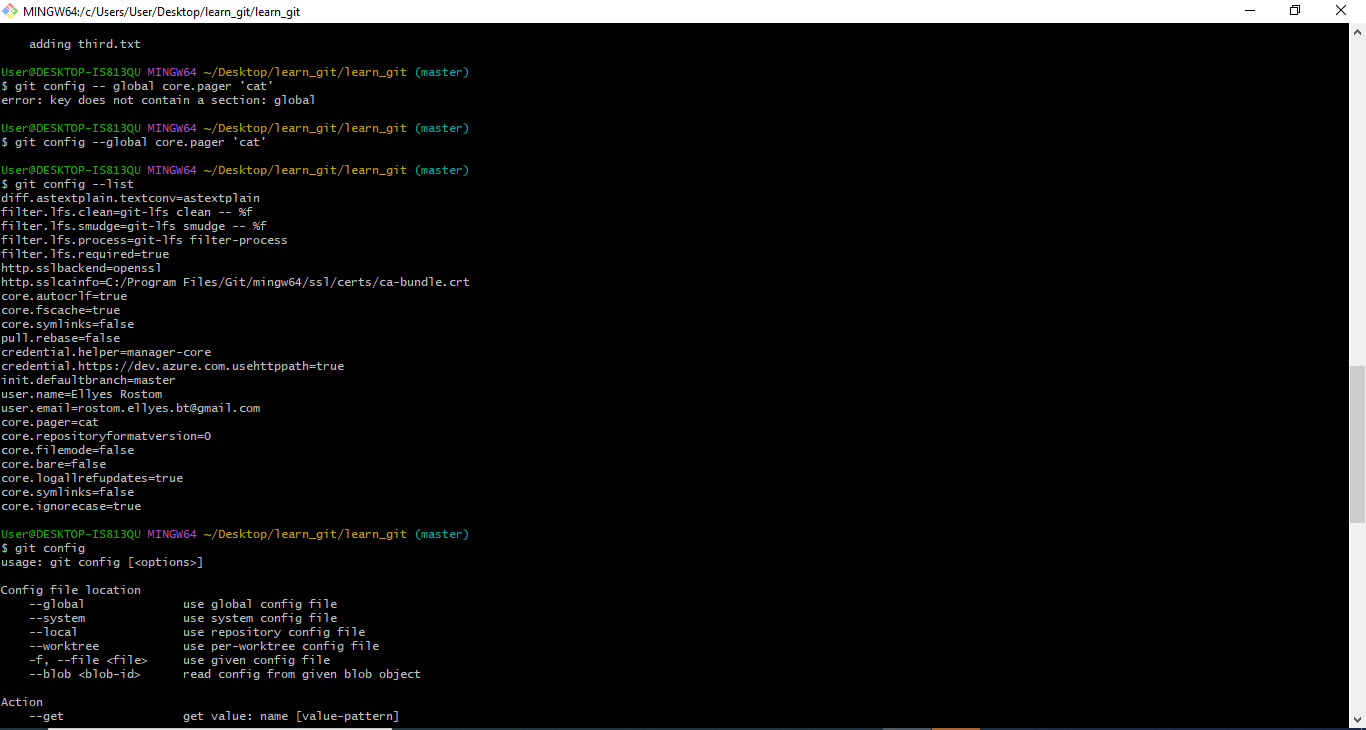 MINGW64:/c/Users/User/Desktop/learn_git/learn_git
    adding third.txt
User@DESKTOP-IS813QU MINGW64 ~/Desktop/learn_git/learn_git (master)
$ git config -- global core.pager 'cat'
error: key does not contain a section: global
User@DESKTOP-IS813QU MINGW64 ~/Desktop/learn_git/learn_git (master)
$ git config --global core.pager 'cat'
User@DESKTOP-IS813QU MINGW64 ~/Desktop/learn_git/learn_git (master)
$ git config --list
diff.astextplain.textconv=astextplain
filter.lfs.clean=git-lfs clean -- %f
filter.lfs.smudge=git-lfs smudge -- %f
filter.lfs.process=git-lfs filter-process
filter.lfs.required=true
http.sslbackend=openssl
http.sslcainfo=C:/Program Files/Git/mingw64/ssl/certs/ca-bundle.crt
core.autocrlf=true
core.fscache=true
core.symlinks=false
pull.rebase=false
credential.helper=manager-core
credential.https://dev.azure.com.usehttppath=true
init.defaultbranch=master
user.name=Ellyes Rostom
user.email=rostom.ellyes.bt@gmail.com
core.pager=cat
core.repositoryformatversion=0
core.filemode=false
core.bare=false
core.logallrefupdates=true
core.symlinks=false
core.ignorecase=true
User@DESKTOP-IS813QU MINGW64 ~/Desktop/learn_git/learn_git (master)
$ git config
usage: git config [<options>]
Config file location
    --global              use global config file
    --system              use system config file
    --local               use repository config file
    --worktree            use per-worktree config file
    -f, --file <file>     use given config file
    --blob <blob-id>      read config from given blob object
Action
    --get                 get value: name [value-pattern]